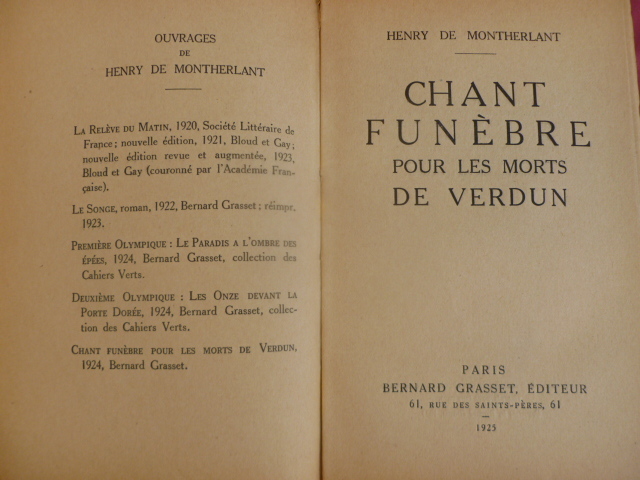 OUVRAGES
DE
HENRY DE MONTHERLANT
LA RELÈVE DU MATIN, 1920, Société Littéraire de
France ; nouvelle édition, 1921, Bloud et Gay ;
nouvelle édition revue et augmentée, 1923,
Bloud et Gay (couronné par l'Académie Fran-
çaise).
LE SONGE, roman, 1922, Bernard Grasset ; réimpr.
1923.
PREMIÈRE OLYMPIQUE : LE PARADIS A L'OMBRE DES
ÉPÉES, 1924, Bernard Grasset, collection des
Cahiers Verts.
DEUXIÈME OLYMPIQUE : LES ONZE DEVANT LA
PORTE DORÉE, 1924, Bernard Grasset, collec-
tion des Cahiers Verts.
CHANT FUNÈBRE POUR LES MORTS DE VERDUN,
1924, Bernard Grasset.
HENRY DE MONTHERLANT
CHANT
FUNÈBRE
POUR LES MORTS
DE VERDUN
PARIS
BERNARD GRASSET, ÉDITEUR
61, RUE DES SAINTS-PÈRES, 61
1925